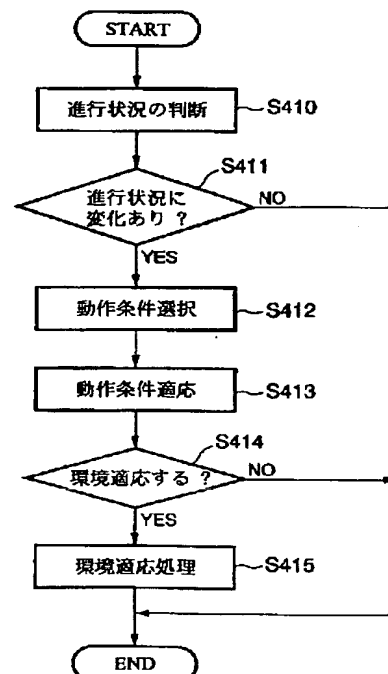 START
進行状況の判断
S410
S411
進行状況に
変化あり ?
NO
YES
動作条件選択
S412
動作条件適応
S413
S414
環境適応する ?
NO
YES
環境適応処理
S415
END